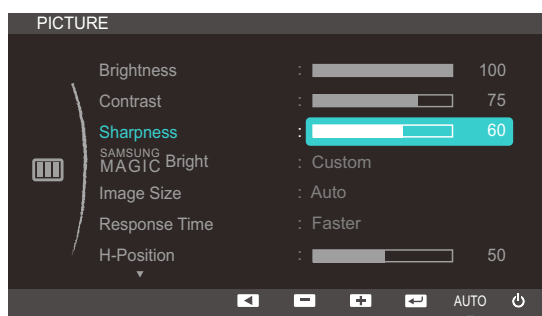 PICTURE
Brightness : 100
Contrast : 75
Sharpness : 60
SAMSUNG
MAGIC Bright : Custom
Image Size : Auto
Response Time : Faster
H-Position : 50
AUTO